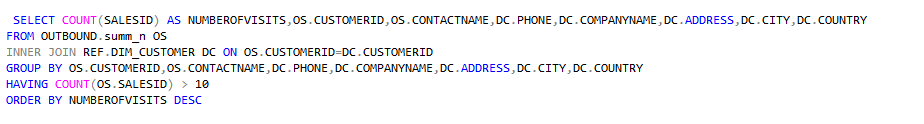 SELECT COUNT(SALESID) AS NUMBEROFVISITS,OS.CUSTOMERID,OS.CONTACTNAME,DC.PHONE,DC.COMPANYNAME,DC.ADDRESS,DC.CITY,DC.COUNTRY
FROM OUTBOUND.summ_n OS
INNER JOIN REF.DIM_CUSTOMER DC ON OS.CUSTOMERID=DC.CUSTOMERID
GROUP BY OS.CUSTOMERID,OS.CONTACTNAME,DC.PHONE,DC.COMPANYNAME,DC.ADDRESS,DC.CITY,DC.COUNTRY
HAVING COUNT(OS.SALESID) > 10
ORDER BY NUMBEROFVISITS DESC